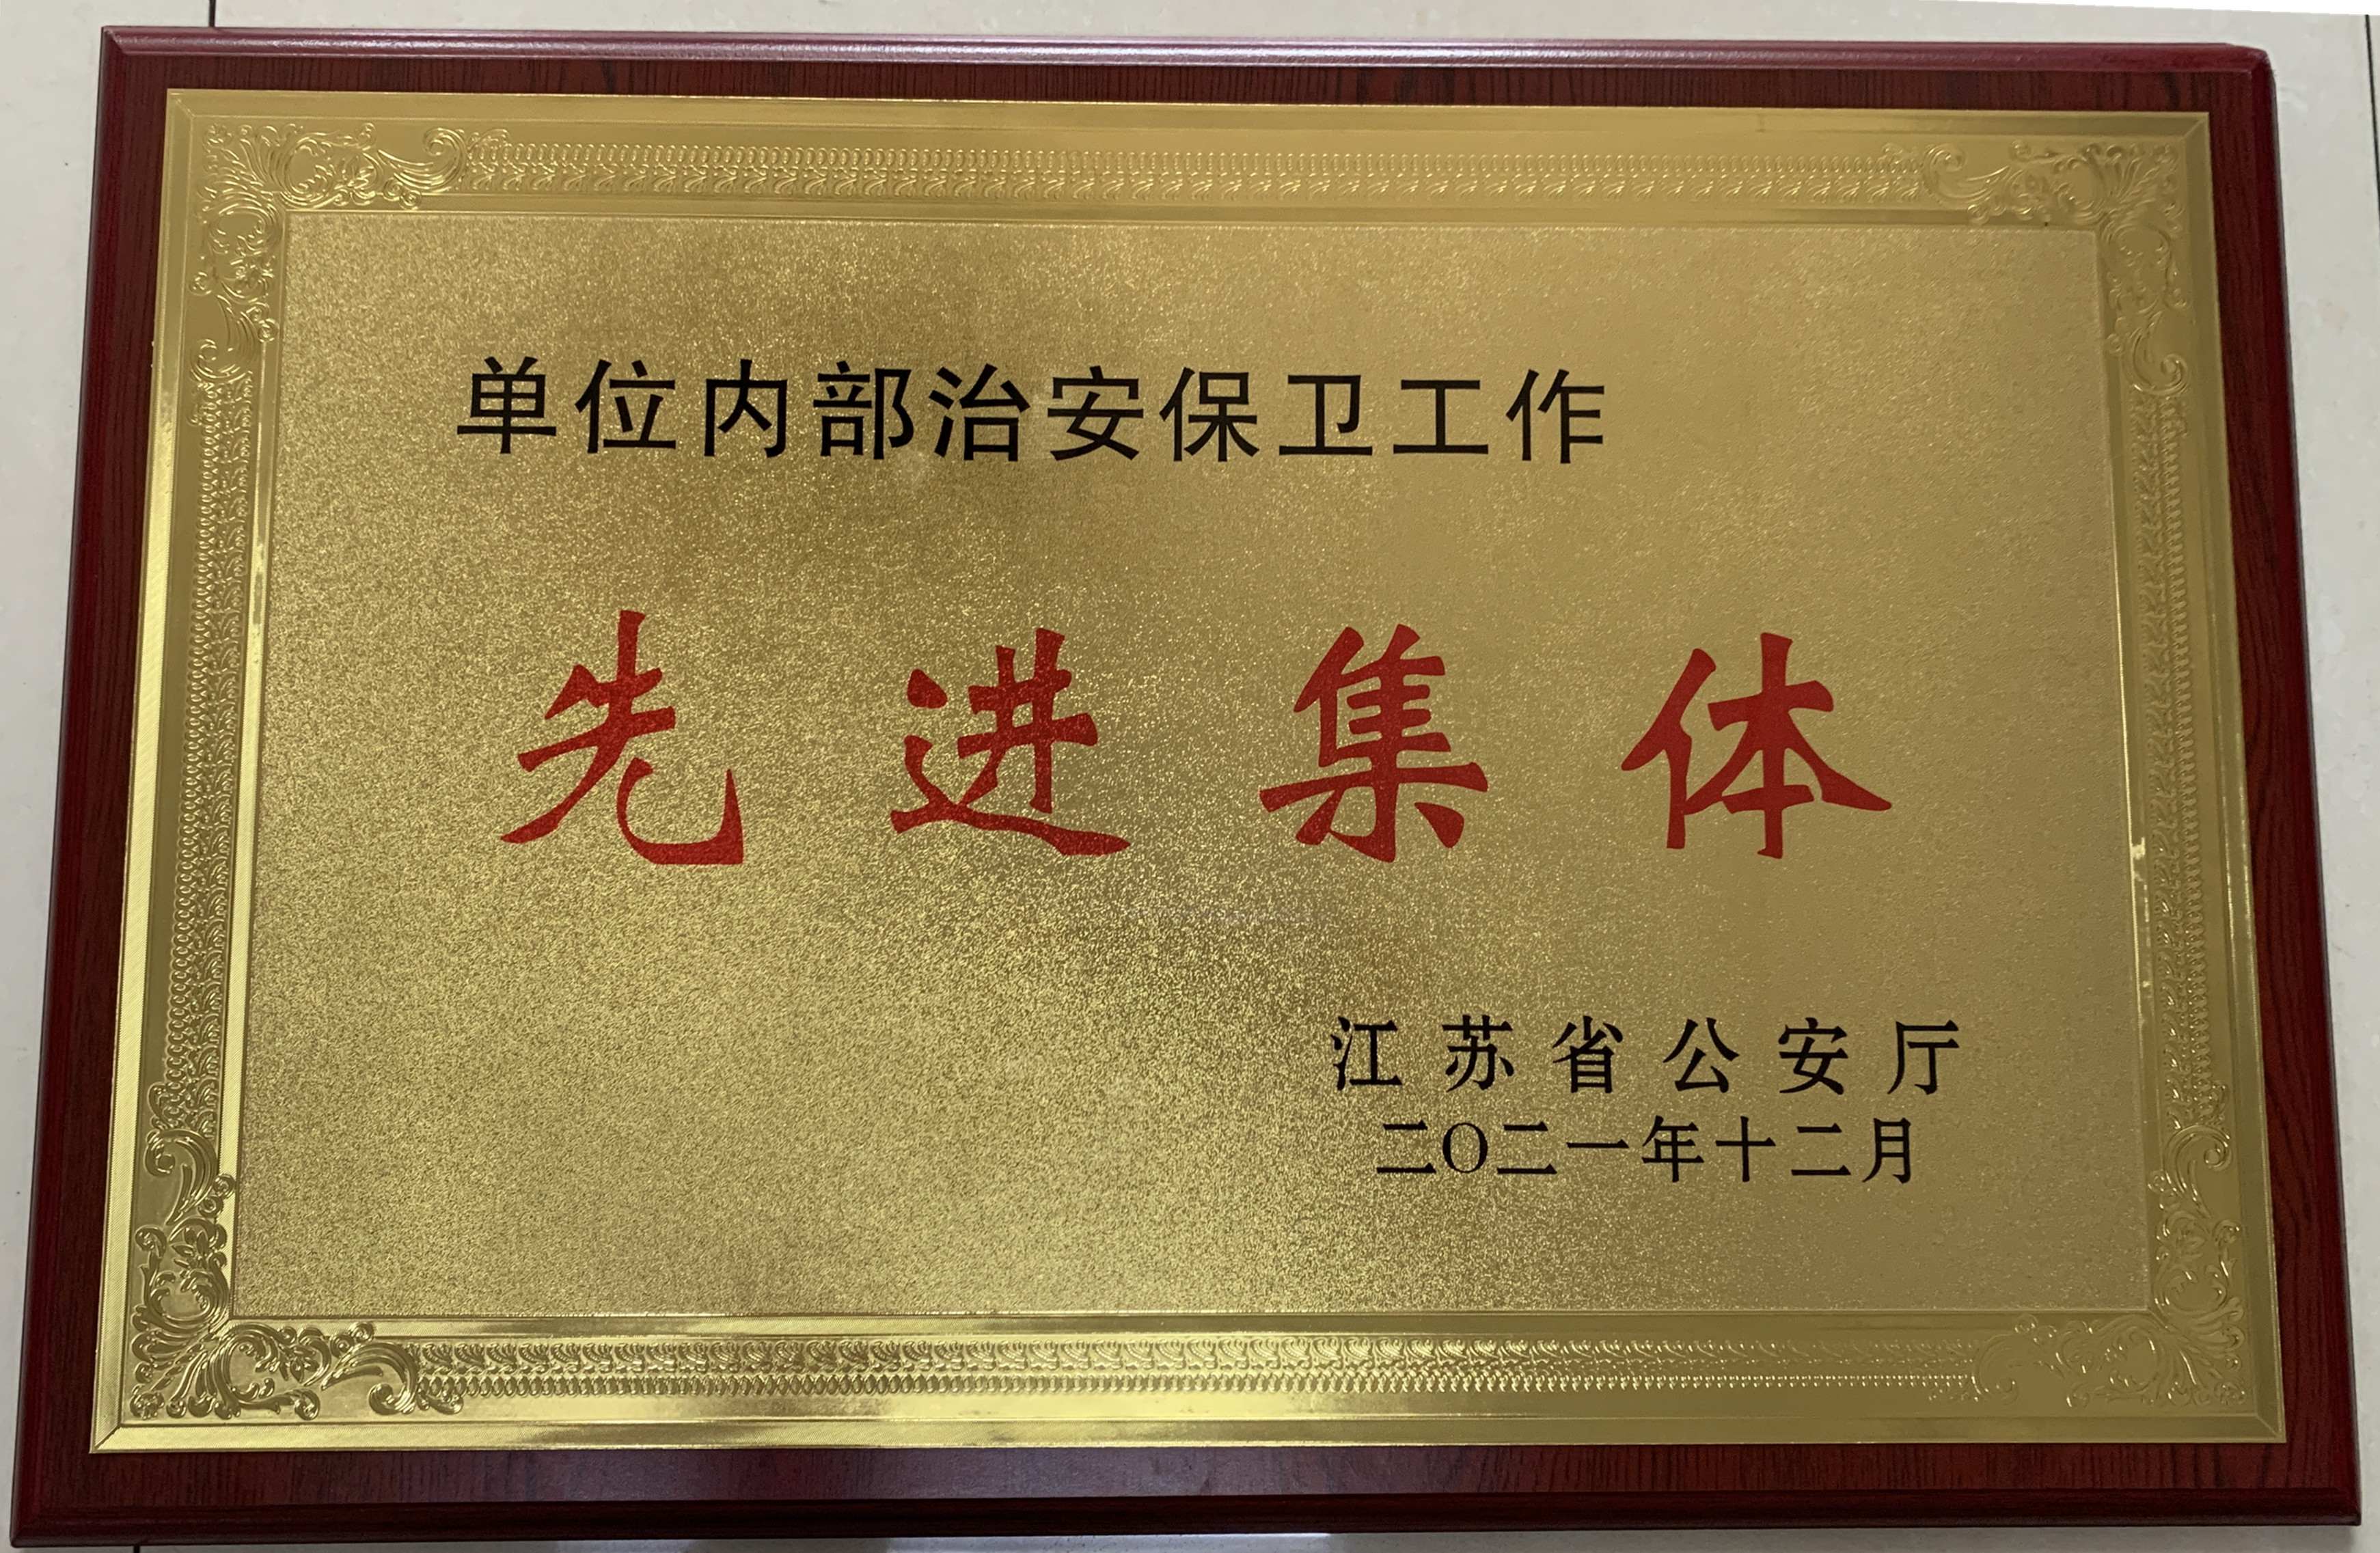 单位内部治安保卫工作
先进集体
江苏省公安厅
二〇二一年十二月